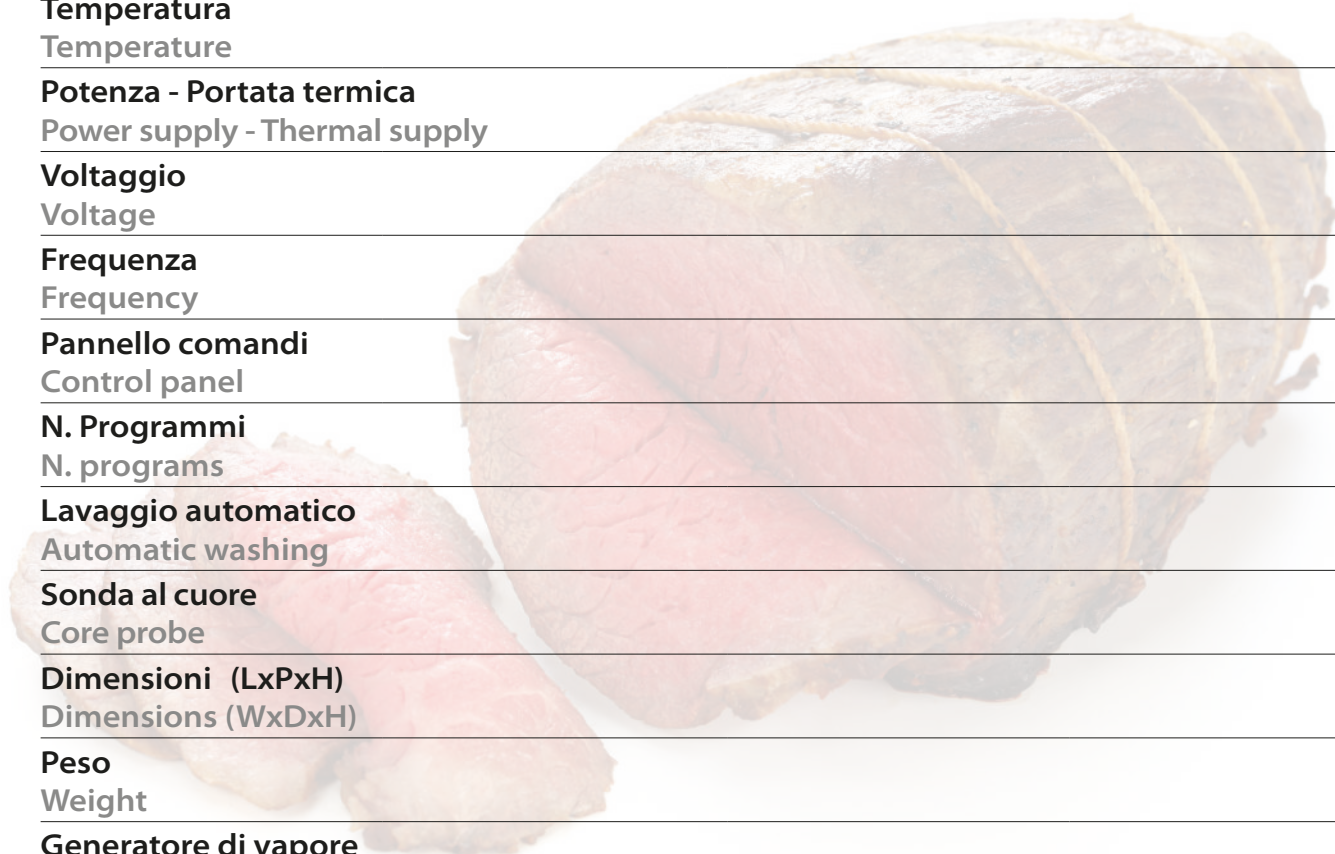 Temperatura
Temperature
Potenza - Portata termica
Power supply - Thermal supply
Voltaggio
Voltage
Frequenza
Frequency
Pannello comandi
Control panel
N. Programmi
N. programs
Lavaggio automatico
Automatic washing
Sonda al cuore
Core probe
Dimensioni (LxPxH)
Dimensions (WxDxH)
Peso
Weight
Generatore di vapore